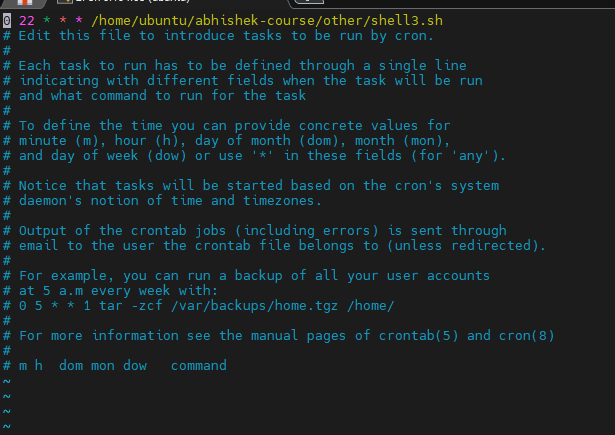 0 22 * * * /home/ubuntu/abhishek-course/other/shell3.sh
# Edit this file to introduce tasks to be run by cron.
#
# Each task to run has to be defined through a single line
# indicating with different fields when the task will be run
# and what command to run for the task
#
# To define the time you can provide concrete values for
# minute (m), hour (h), day of month (dom), month (mon),
# and day of week (dow) or use '*' in these fields (for 'any').
#
# Notice that tasks will be started based on the cron's system
# daemon's notion of time and timezones.
#
# Output of the crontab jobs (including errors) is sent through
# email to the user the crontab file belongs to (unless redirected).
#
# For example, you can run a backup of all your user accounts
# at 5 a.m every week with:
# 0 5 * * 1 tar -zcf /var/backups/home.tgz /home/
#
# For more information see the manual pages of crontab(5) and cron(8)
#
# m h  dom mon dow   command
~
~
~
~